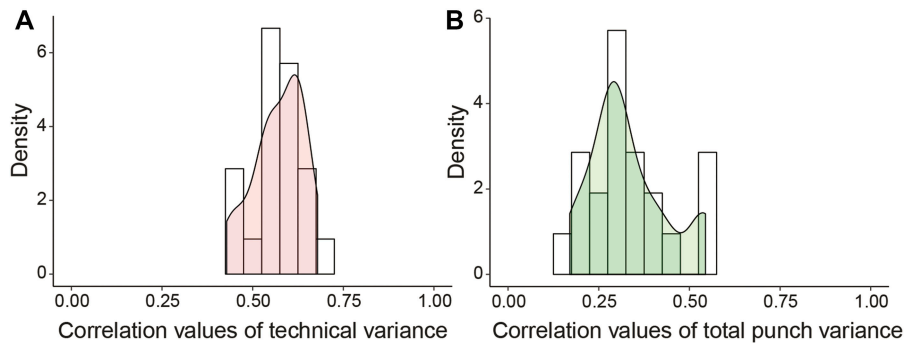 A
Density
6
4
2
0
0.00 0.25 0.50 0.75 1.00
Correlation values of technical variance
B
Density
6
4
2
0
0.00 0.25 0.50 0.75 1.00
Correlation values of total punch variance